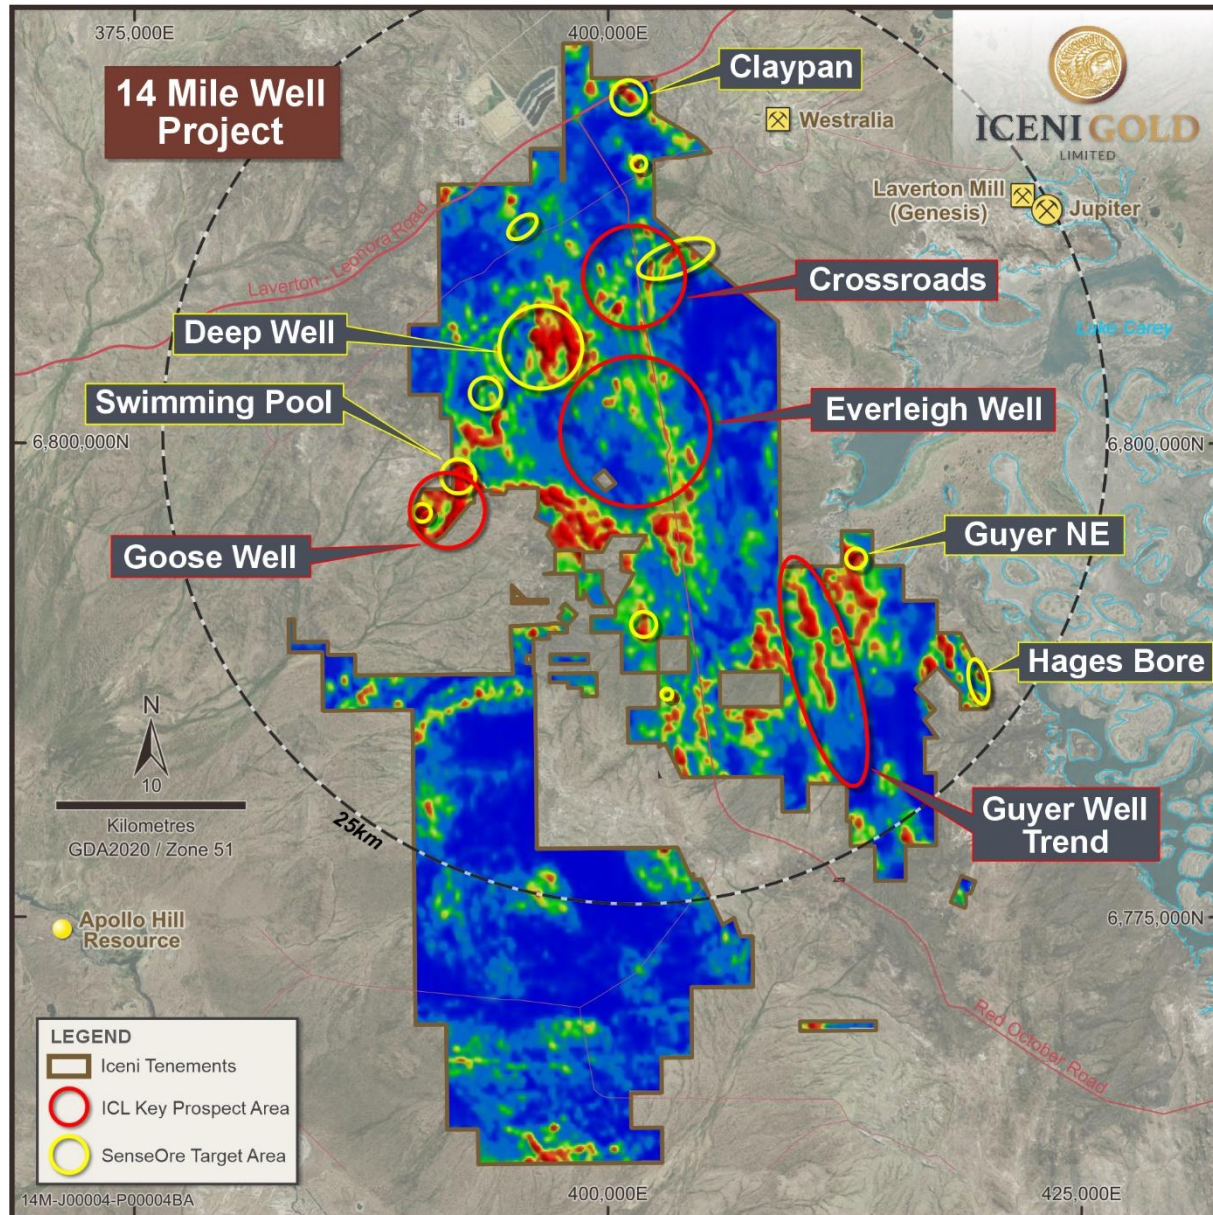 375,000E
400,000E
14 Mile Well
Project
Claypan
Westralia
ICENI GOLD
LIMITED
Laverton Mill
(Genesis)
Jupiter
Laverton - Leonora Road
Crossroads
Lake Carey
Deep Well
Swimming Pool
Everleigh Well
6,800,000N
6,800,000N
Goose Well
Guyer NE
Hages Bore
N
10
Kilometres
GDA2020 / Zone 51
25km
Guyer Well
Trend
Apollo Hill
Resource
6,775,000N
Red October Road
LEGEND
Iceni Tenements
ICL Key Prospect Area
SenseOre Target Area
14M-J00004-P00004BA
400,000E
425,000E